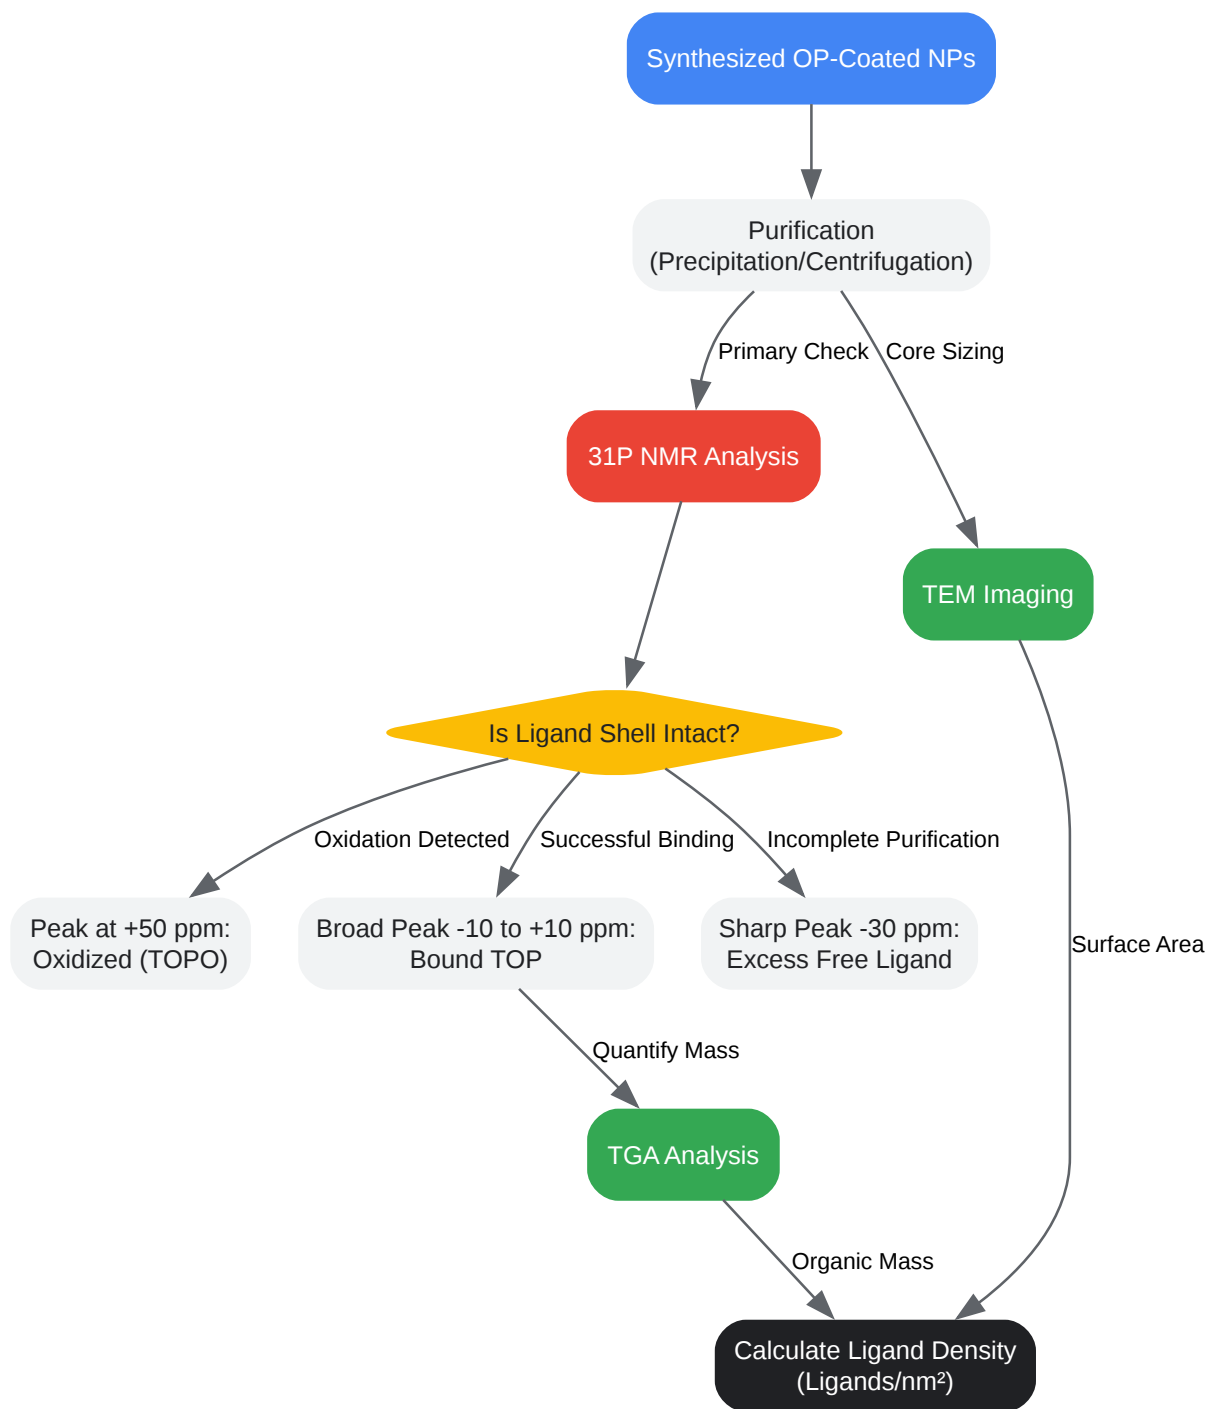 Synthesized OP-Coated NPs
Purification
(Precipitation/Centrifugation)
Primary Check
Core Sizing
31P NMR Analysis
TEM Imaging
Is Ligand Shell Intact?
Oxidation Detected
Successful Binding
Incomplete Purification
Peak at +50 ppm:
Oxidized (TOPO)
Broad Peak -10 to +10 ppm:
Bound TOP
Sharp Peak -30 ppm:
Excess Free Ligand
Surface Area
Quantify Mass
TGA Analysis
Organic Mass
Calculate Ligand Density
(Ligands/nm²)